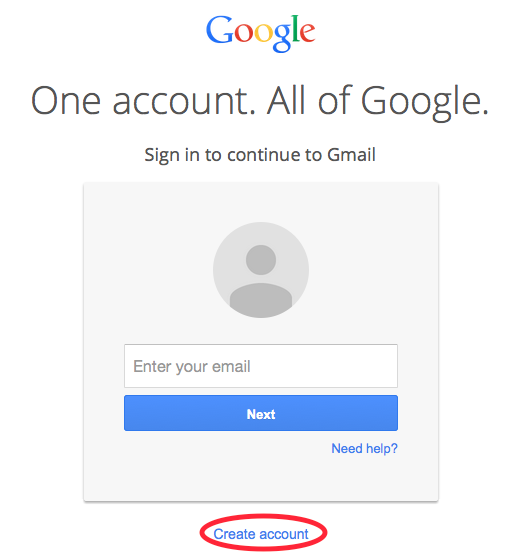 Google
One account. All of Google.
Sign in to continue to Gmail
Enter your email
Next
Need help?
Create account